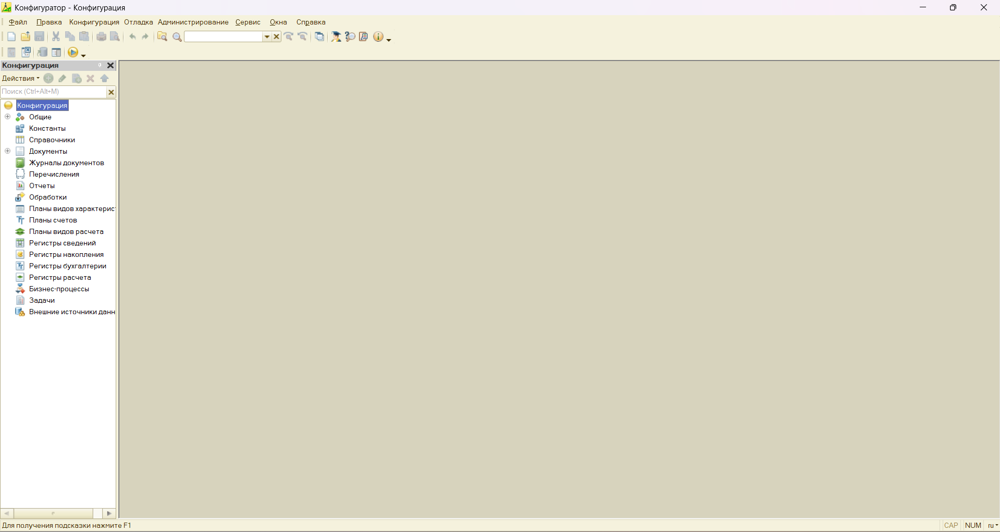 Конфигуратор - Конфигурация
Файл Правка Конфигурация Отладка Администрирование Сервис Окна Справка
Конфигурация
Действия
Поиск (Ctrl+Alt+M)
Конфигурация
Общие
Константы
Справочники
Документы
Журналы документов
Перечисления
Отчеты
Обработки
Планы видов характерис
Планы счетов
Планы видов расчета
Регистры сведений
Регистры накопления
Регистры бухгалтерии
Регистры расчета
Бизнес-процессы
Задачи
Внешние источники данн
Для получения подсказки нажмите F1
CAP NUM ru